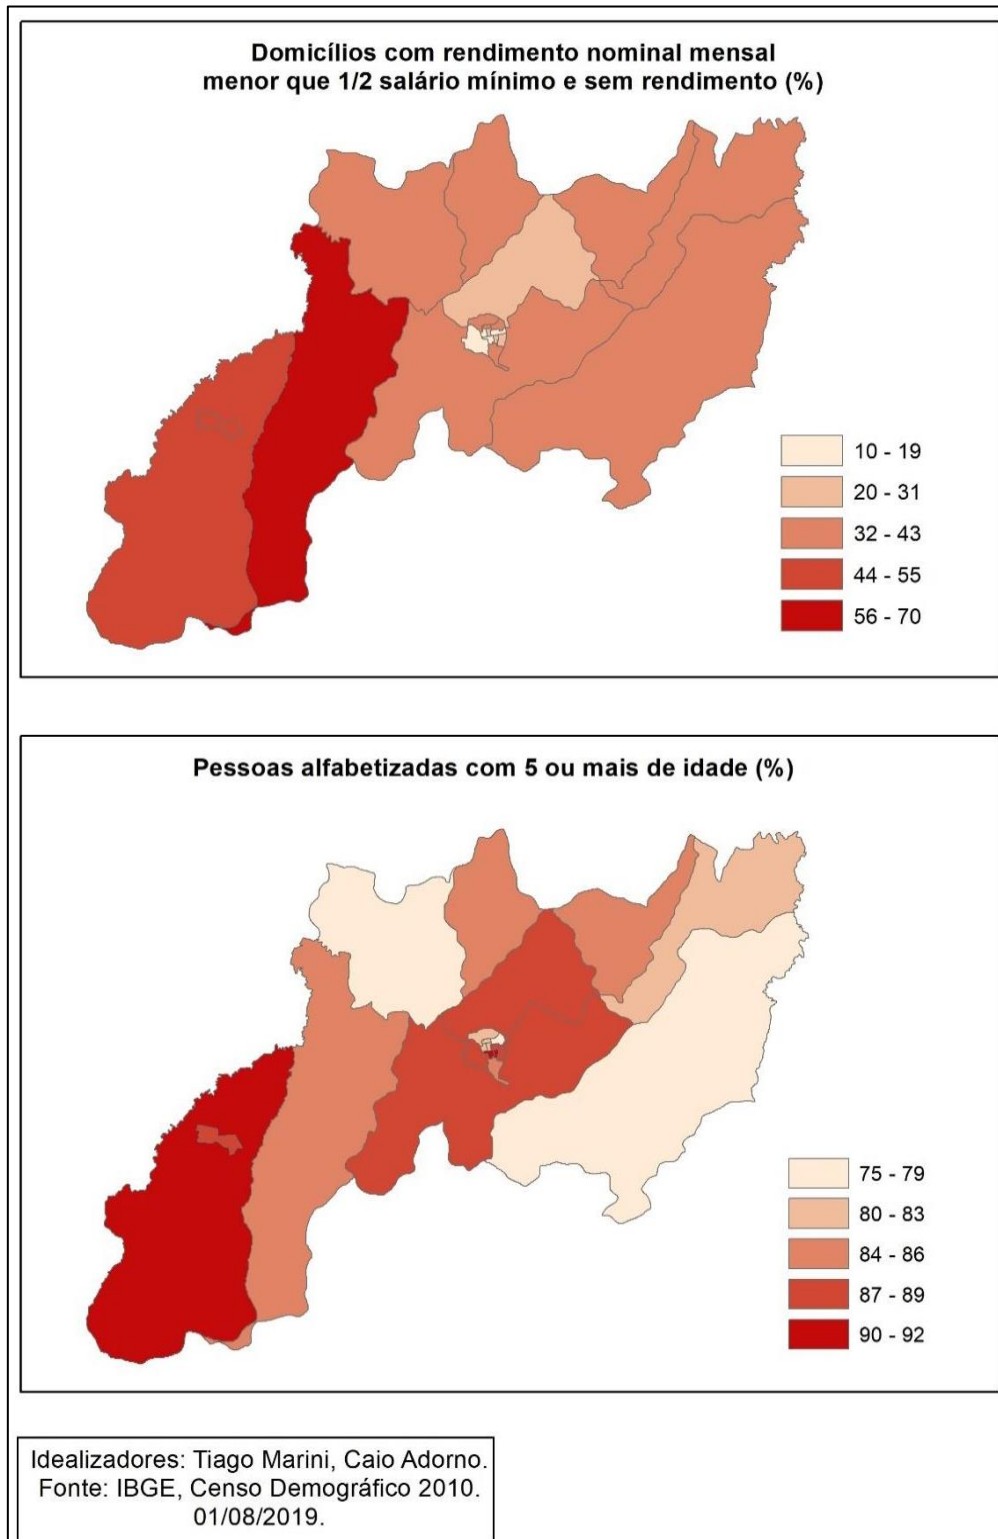 Domicílios com rendimento nominal mensal
menor que 1/2 salário mínimo e sem rendimento (%)
10 - 19
20 - 31
32 - 43
44 - 55
56 - 70
Pessoas alfabetizadas com 5 ou mais de idade (%)
75 - 79
80 - 83
84 - 86
87 - 89
90 - 92
Idealizadores: Tiago Marini, Caio Adorno.
Fonte: IBGE, Censo Demográfico 2010.
01/08/2019.